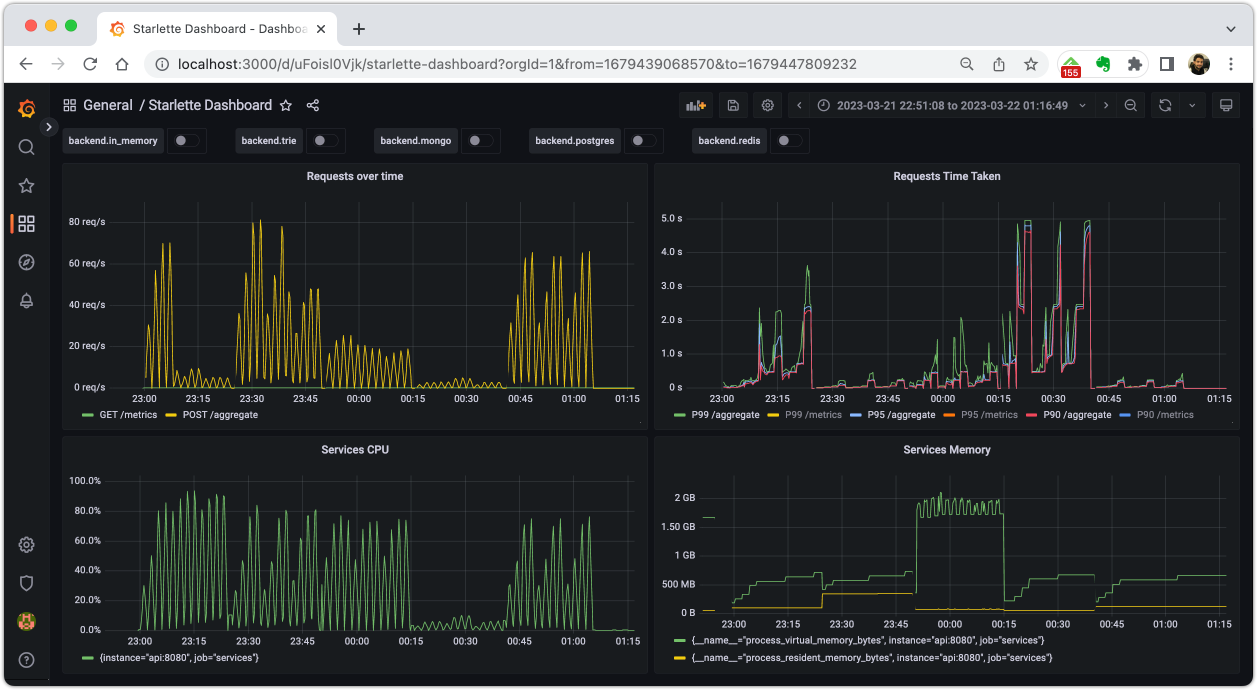 Starlette Dashboard - Dashboa
localhost:3000/d/uFoisl0Vjk/starlette-dashboard?orgId=1&from=1679439068570&to=1679447809232
155
General / Starlette Dashboard
2023-03-21 22:51:08 to 2023-03-22 01:16:49
backend.in_memory backend.trie backend.mongo backend.postgres backend.redis
Requests over time
80 req/s
60 req/s
40 req/s
20 req/s
0 req/s
23:00 23:15 23:30 23:45 00:00 00:15 00:30 00:45 01:00 01:15
GET /metrics POST /aggregate
Requests Time Taken
5.0 s
4.0 s
3.0 s
2.0 s
1.0 s
0 s
23:00 23:15 23:30 23:45 00:00 00:15 00:30 00:45 01:00 01:15
P99 /aggregate P99 /metrics P95 /aggregate P95 /metrics P90 /aggregate P90 /metrics
Services CPU
100.0%
80.0%
60.0%
40.0%
20.0%
0.0%
23:00 23:15 23:30 23:45 00:00 00:15 00:30 00:45 01:00 01:15
{instance="api:8080", job="services"}
Services Memory
2 GB
1.50 GB
1 GB
500 MB
0 B
23:00 23:15 23:30 23:45 00:00 00:15 00:30 00:45 01:00 01:15
{__name__="process_virtual_memory_bytes", instance="api:8080", job="services"}
{__name__="process_resident_memory_bytes", instance="api:8080", job="services"}